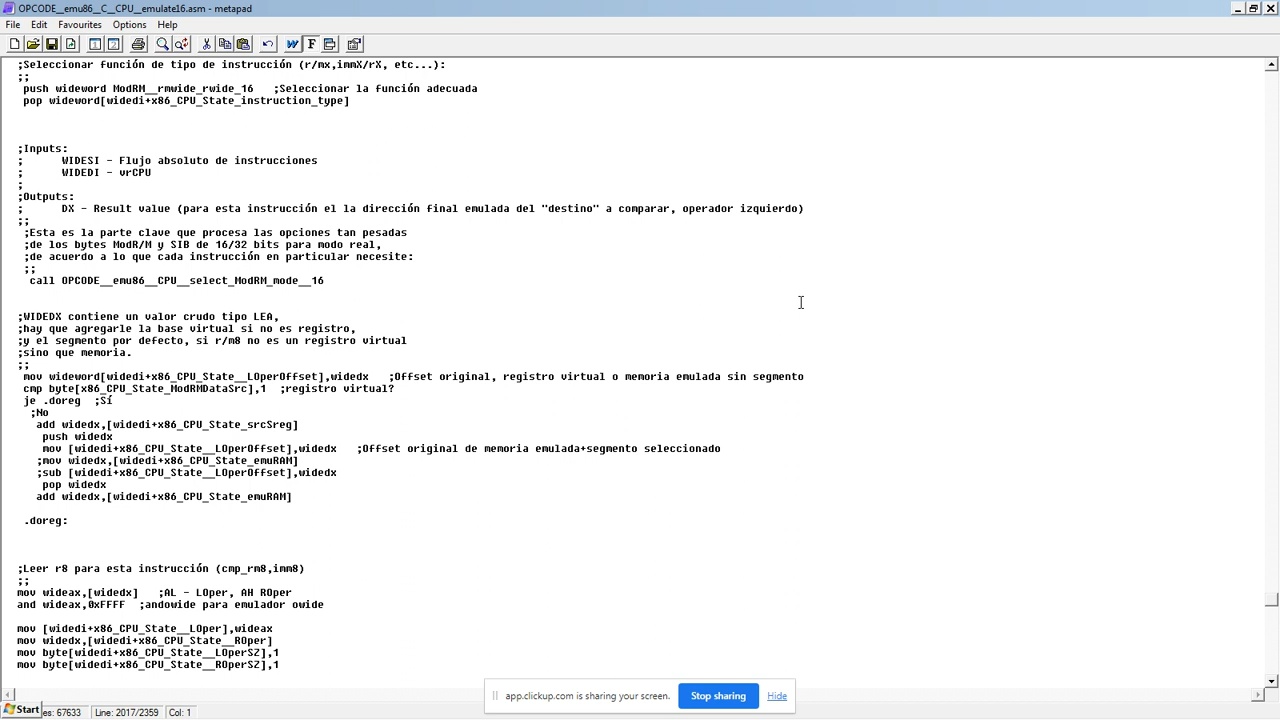 OPCODE__emu86__C__CPU__emulate16.asm - metapad
File Edit Favourites Options Help
;Seleccionar función de tipo de instrucción (r/mx,immX/rX, etc...):
;;
push wideword ModRM__rmwide_rwide_16 ;Seleccionar la función adecuada
pop wideword[widedi+x86_CPU_State_instruction_type]
;Inputs:
; WIDESI - Flujo absoluto de instrucciones
; WIDEDI - vrCPU
;
;Outputs:
; DX - Result value (para esta instrucción el la dirección final emulada del "destino" a comparar, operador izquierdo)
;;
;Esta es la parte clave que procesa las opciones tan pesadas
;de los bytes ModR/M y SIB de 16/32 bits para modo real,
;de acuerdo a lo que cada instrucción en particular necesite:
;;
call OPCODE__emu86__CPU__select_ModRM_mode__16
;WIDEDX contiene un valor crudo tipo LEA,
;hay que agregarle la base virtual si no es registro,
;y el segmento por defecto, si r/m8 no es un registro virtual
;sino que memoria.
;;
mov wideword[widedi+x86_CPU_State__LOperOffset],widedx ;Offset original, registro virtual o memoria emulada sin segmento
cmp byte[x86_CPU_State_ModRMDataSrc],1 ;registro virtual?
je .doreg ;Sí
;No
add widedx,[widedi+x86_CPU_State_srcSreg]
push widedx
mov [widedi+x86_CPU_State__LOperOffset],widedx ;Offset original de memoria emulada+segmento seleccionado
;mov widedx,[widedi+x86_CPU_State_emuRAM]
;sub [widedi+x86_CPU_State__LOperOffset],widedx
pop widedx
add widedx,[widedi+x86_CPU_State_emuRAM]
.doreg:
;Leer r8 para esta instrucción (cmp_rm8,imm8)
;;
mov wideax,[widedx] ;AL - LOper, AH ROper
and wideax,0xFFFF ;andowide para emulador owide
mov [widedi+x86_CPU_State__LOper],wideax
mov widedx,[widedi+x86_CPU_State__ROper]
mov byte[widedi+x86_CPU_State__LOperSZ],1
mov byte[widedi+x86_CPU_State__ROperSZ],1
app.clickup.com is sharing your screen. Stop sharing Hide
Start es: 67633 Line: 2017/2359 Col: 1